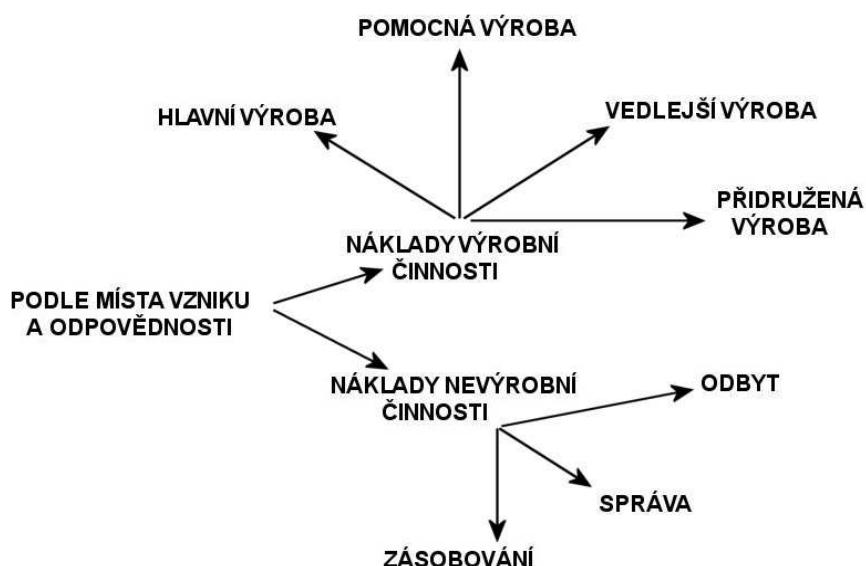 POMOCNÁ VÝROBA
HLAVNÍ VÝROBA
VEDLEJŠÍ VÝROBA
PŘIDRUŽENÁ
VÝROBA
NÁKLADY VÝROBNÍ
ČINNOSTI
PODLE MÍSTA VZNIKU
A ODPOVĚDNOSTI
NÁKLADY NEVÝROBNÍ
ČINNOSTI
ODBYT
SPRÁVA
ZÁSOBOVÁNÍ